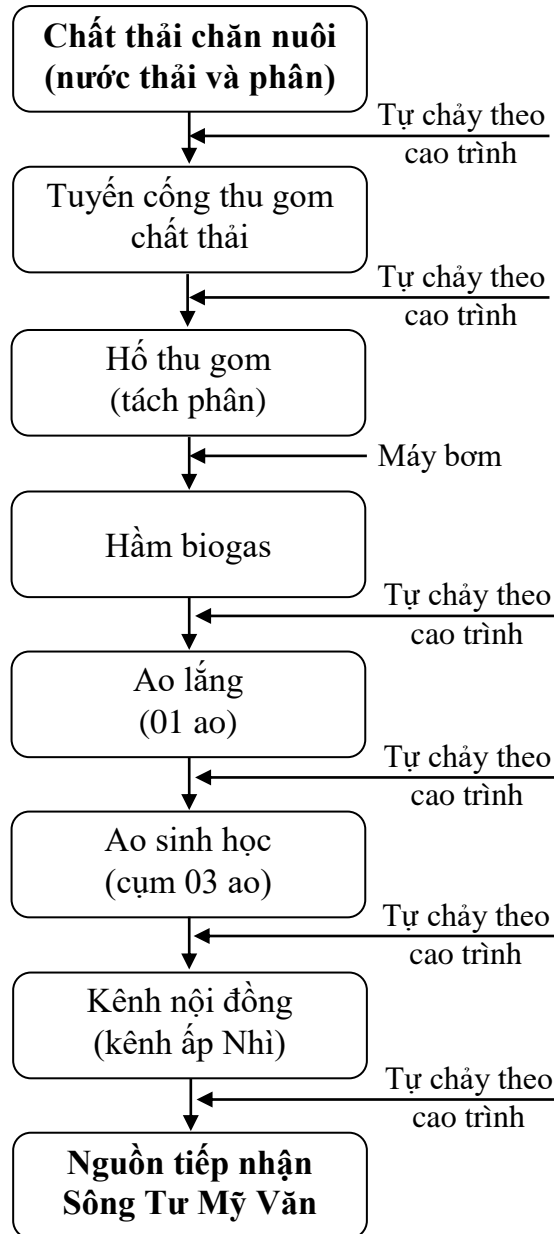 Chất thải chăn nuôi
(nước thải và phân)
Tự chảy theo
cao trình
Tuyến cống thu gom
chất thải
Tự chảy theo
cao trình
Hố thu gom
(tách phân)
Máy bơm
Hầm biogas
Tự chảy theo
cao trình
Ao lắng
(01 ao)
Tự chảy theo
cao trình
Ao sinh học
(cụm 03 ao)
Tự chảy theo
cao trình
Kênh nội đồng
(kênh ấp Nhì)
Tự chảy theo
cao trình
Nguồn tiếp nhận
Sông Tư Mỹ Văn